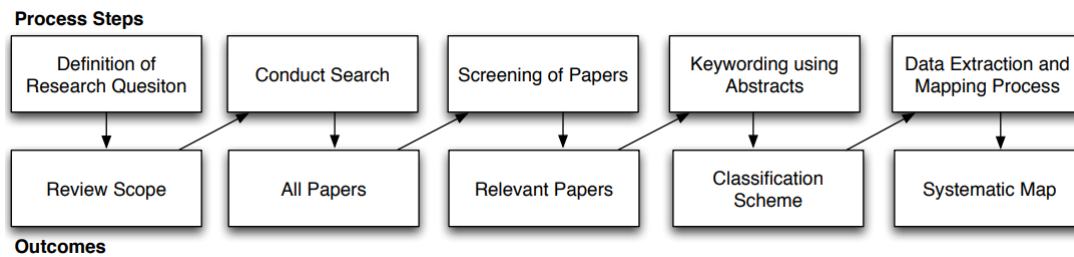 Process Steps
Definition of
Research Quesiton
Conduct Search
Screening of Papers
Keywording using
Abstracts
Data Extraction and
Mapping Process
Review Scope
All Papers
Relevant Papers
Classification
Scheme
Systematic Map
Outcomes